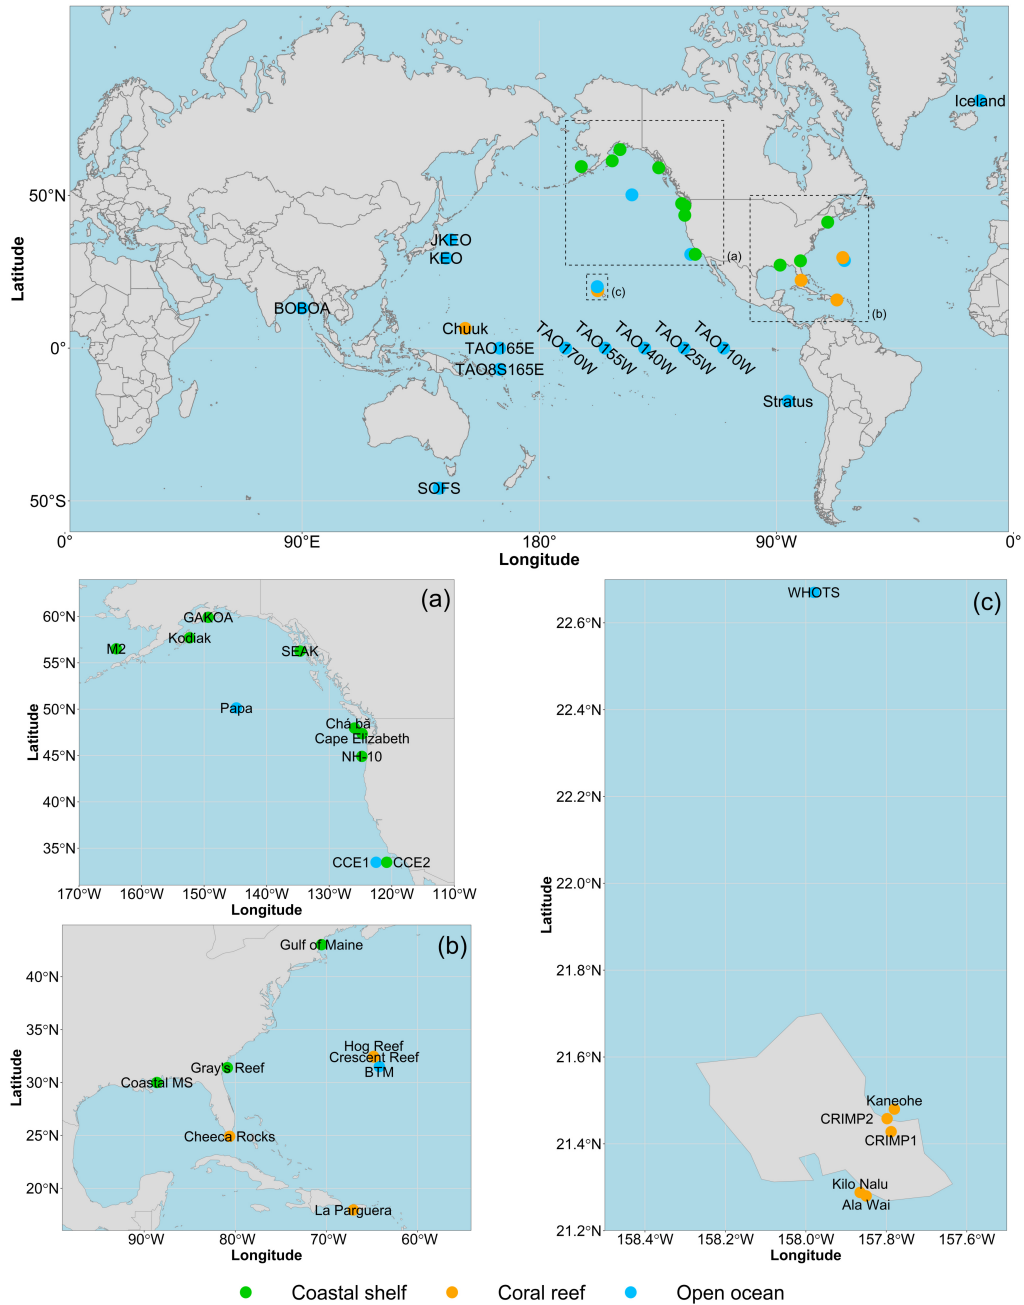 Iceland
50°N
JKEO
KEO
(a)
(c)
BOBOA
(b)
Chuuk
TAO165E
TAO170W
TAO155W
TAO140W
TAO125W
TAO110W
0°
TAO8S165E
Stratus
SOFS
50°S
Latitude
0°
90°E
180°
90°W
0°
Longitude
(a)
60°N
GAKOA
Kodiak
M2
SEAK
55°N
50°N
Papa
Chá bă
Cape Elizabeth
45°N
NH-10
40°N
35°N
CCE1
CCE2
Latitude
170°W
160°W
150°W
140°W
130°W
120°W
110°W
Longitude
(b)
Gulf of Maine
40°N
35°N
Hog Reef
Crescent Reef
BTM
Gray's Reef
30°N
Coastal MS
25°N
Cheeca Rocks
20°N
La Parguera
Latitude
90°W
80°W
70°W
60°W
Longitude
WHOTS
(c)
22.6°N
22.4°N
22.2°N
22.0°N
21.8°N
21.6°N
Kaneohe
CRIMP2
CRIMP1
21.4°N
Kilo Nalu
Ala Wai
21.2°N
Latitude
158.4°W
158.2°W
158.0°W
157.8°W
157.6°W
Longitude
Coastal shelf
Coral reef
Open ocean